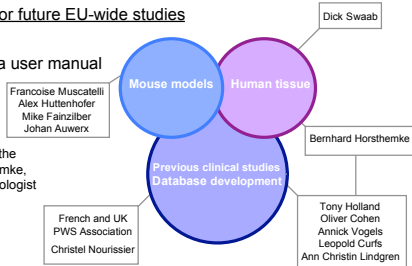 or future EU-wide studies
Dick Swaab
a user manual
Mouse models
Human tissue
Francoise Muscatelli
Alex Huttenhofer
Mike Fainzilber
Johan Auwerx
Bernhard Horsthemke
the
mke,
ologist
Previous clinical studies
Database development
French and UK
PWS Association
Christel Nourissier
Tony Holland
Oliver Cohen
Annick Vogels
Leopold Curfs
Ann Christin Lindgren